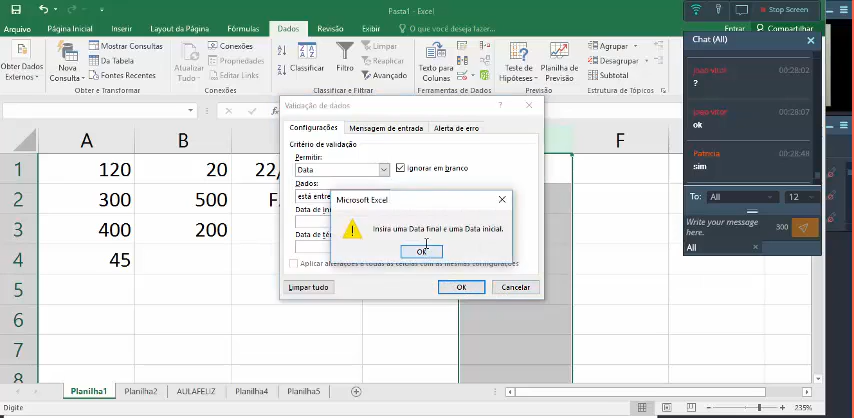 Pasta1 - Excel
Stop Screen
Arquivo Página Inicial Inserir Layout da Página Fórmulas Dados Revisão Exibir O que você deseja fazer...
Entrar Compartilhar
Obter Dados Externos
Nova Consulta
Mostrar Consultas
Da Tabela
Fontes Recentes
Atualizar Tudo
Conexões
Propriedades
Editar Links
Classificar
Filtro
Limpar
Reaplicar
Avançado
Texto para Colunas
Teste de Hipóteses
Planilha de Previsão
Agrupar
Desagrupar
Subtotal
Obter e Transformar
Conexões
Estrutura de Tópicos
A B F
1 120 20 22/
2 300 500
3 400 200
4 45
5
6
7
8
Validação de dados
Configurações Mensagem de entrada Alerta de erro
Critério de validação
Permitir:
Data
Ignorar em branco
Dados:
está entre
Microsoft Excel
Insira uma Data final e uma Data inicial.
OK
Aplicar alterações a todas as células com as mesmas configurações
Limpar tudo OK Cancelar
Chat (All)
joao vitor 00:28:02
?
joao vitor 00:28:07
ok
Patricia 00:28:48
sim
To: All 12
Write your message here
300
All
Planilha1 Planilha2 AULAFELIZ Planilha4 Planilha5
Digite
235%